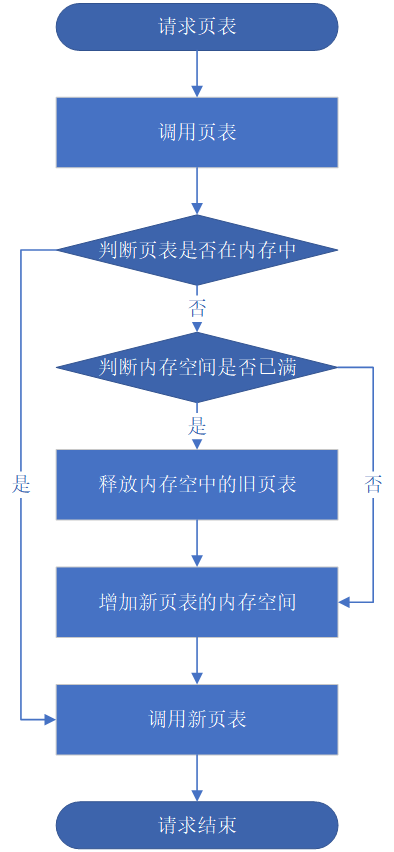 请求页表
调用页表
判断页表是否在内存中
否
判断内存空间是否已满
是
释放内存空中的旧页表
是
否
增加新页表的内存空间
调用新页表
请求结束